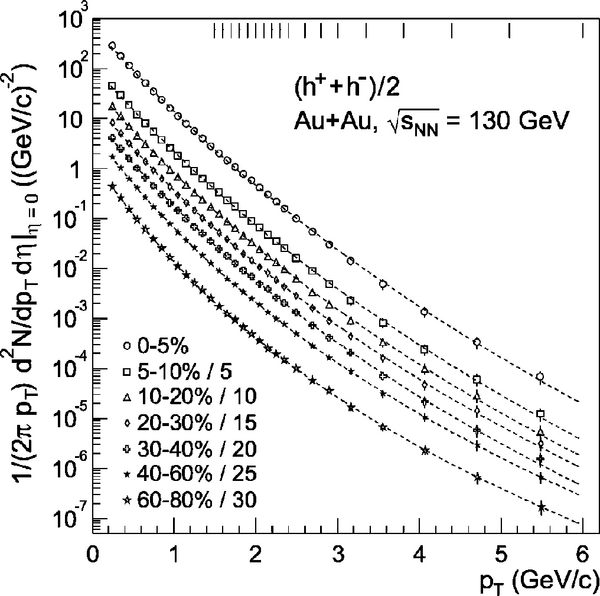 1/(2π p_T) d²N/dp_T dη|_η = 0 ((GeV/c)⁻²)
10³
10²
10
1
10⁻¹
10⁻²
10⁻³
10⁻⁴
10⁻⁵
10⁻⁶
10⁻⁷
(h⁺ + h⁻)/2
Au+Au, √s_NN = 130 GeV
0-5%
5-10% / 5
10-20% / 10
20-30% / 15
30-40% / 20
40-60% / 25
60-80% / 30
0 1 2 3 4 5 6
p_T (GeV/c)